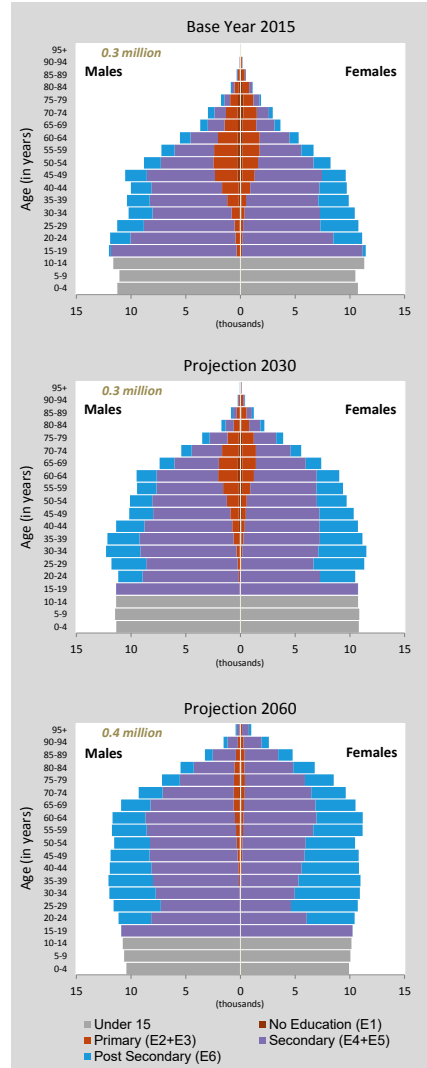 Base Year 2015
0.3 million
Males
Females
Age (in years)
95+
90-94
85-89
80-84
75-79
70-74
65-69
60-64
55-59
50-54
45-49
40-44
35-39
30-34
25-29
20-24
15-19
10-14
5-9
0-4
15 10 5 0 5 10 15
(thousands)
Projection 2030
0.3 million
Males
Females
Age (in years)
95+
90-94
85-89
80-84
75-79
70-74
65-69
60-64
55-59
50-54
45-49
40-44
35-39
30-34
25-29
20-24
15-19
10-14
5-9
0-4
15 10 5 0 5 10 15
(thousands)
Projection 2060
0.4 million
Males
Females
Age (in years)
95+
90-94
85-89
80-84
75-79
70-74
65-69
60-64
55-59
50-54
45-49
40-44
35-39
30-34
25-29
20-24
15-19
10-14
5-9
0-4
15 10 5 0 5 10 15
(thousands)
Under 15 No Education (E1)
Primary (E2+E3) Secondary (E4+E5)
Post Secondary (E6)